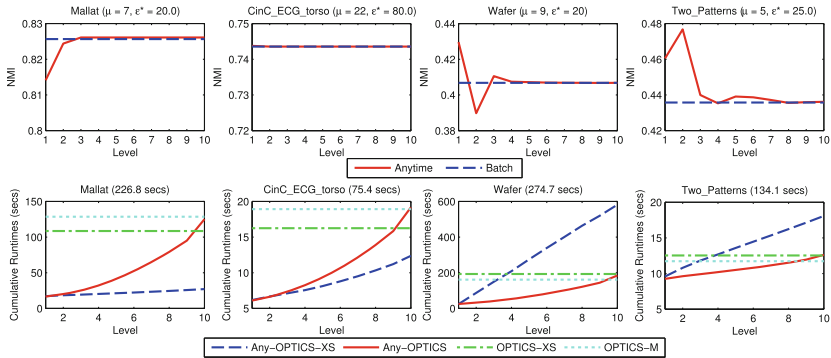 Mallat (μ = 7, ε* = 20.0)
CinC_ECG_torso (μ = 22, ε* = 80.0)
Wafer (μ = 9, ε* = 20)
Two_Patterns (μ = 5, ε* = 25.0)
NMI
0.83
0.82
0.81
0.8
1 2 3 4 5 6 7 8 9 10
Level
NMI
0.75
0.74
0.73
0.72
1 2 3 4 5 6 7 8 9 10
Level
NMI
0.44
0.42
0.4
0.38
1 2 3 4 5 6 7 8 9 10
Level
NMI
0.48
0.46
0.44
0.42
1 2 3 4 5 6 7 8 9 10
Level
Anytime Batch
Mallat (226.8 secs)
CinC_ECG_torso (75.4 secs)
Wafer (274.7 secs)
Two_Patterns (134.1 secs)
Cumulative Runtimes (secs)
150
100
50
0
2 4 6 8 10
Level
Cumulative Runtimes (secs)
20
15
10
5
2 4 6 8 10
Level
Cumulative Runtimes (secs)
600
400
200
0
2 4 6 8 10
Level
Cumulative Runtimes (secs)
20
15
10
5
2 4 6 8 10
Level
Any−OPTICS−XS Any−OPTICS OPTICS−XS OPTICS−M